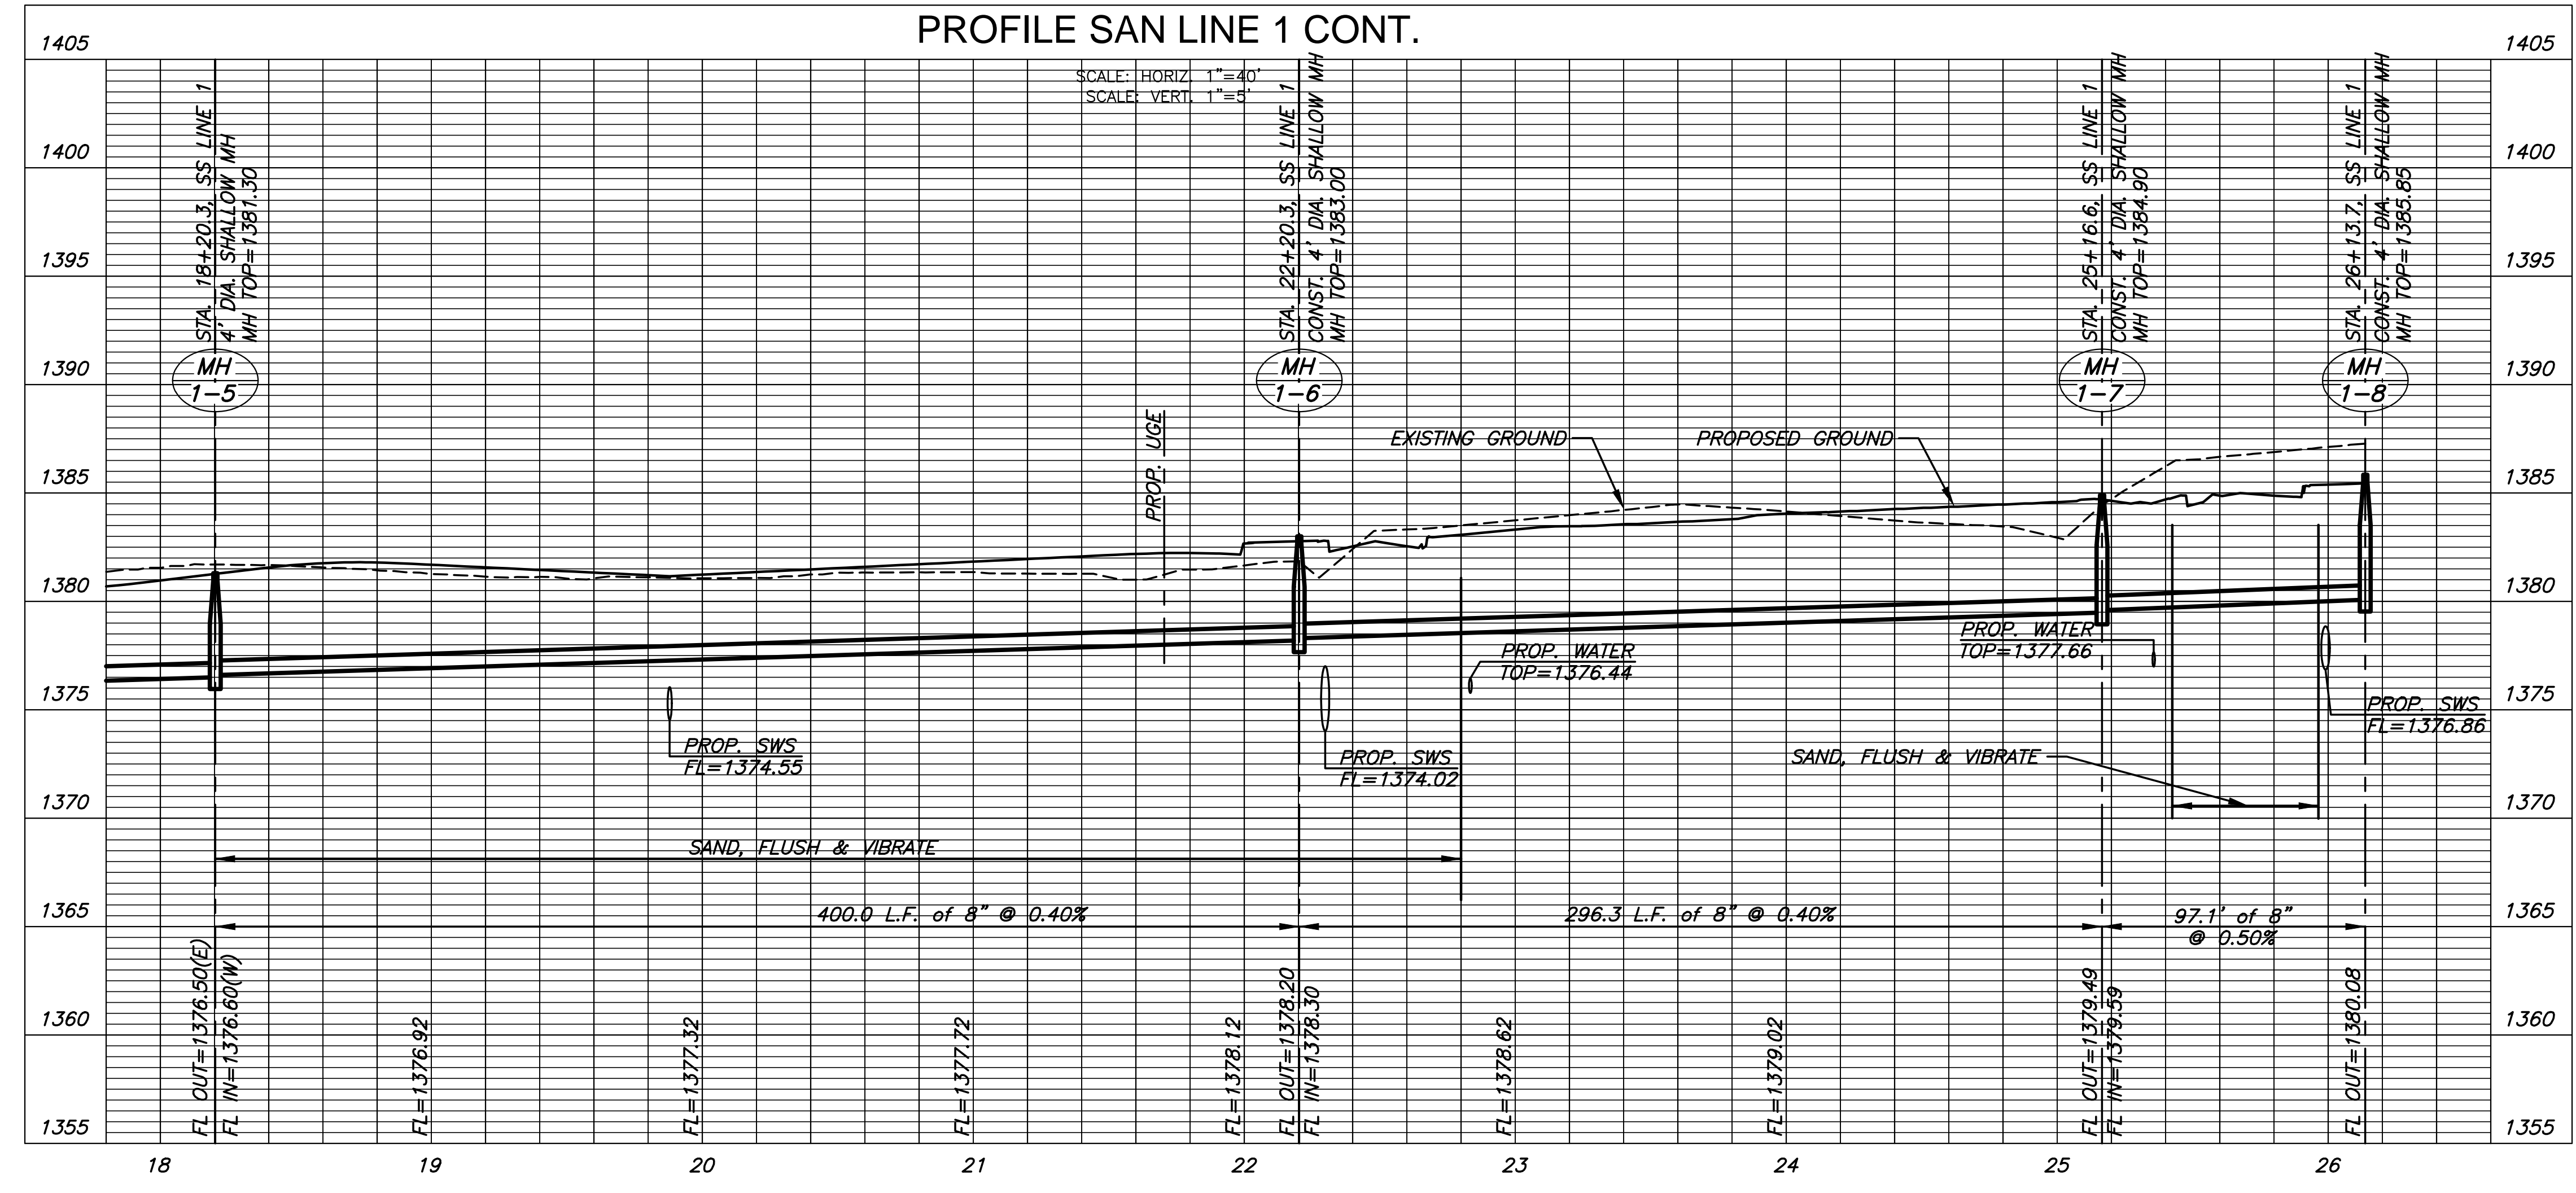 PROFILE SAN LINE 1 CONT.
SCALE: HORIZ. 1"=40'
SCALE: VERT. 1"=5'
1405
1400
1395
1390
1385
1380
1375
1370
1365
1360
1355
1405
1400
1395
1390
1385
1380
1375
1370
1365
1360
1355
STA. 18+20.3, SS LINE 1
4' DIA. SHALLOW MH
MH TOP=1381.30
MH
1-5
STA. 22+20.3, SS LINE 1
CONST. 4' DIA. SHALLOW MH
MH TOP=1383.00
MH
1-6
STA. 25+16.6, SS LINE 1
CONST. 4' DIA. SHALLOW MH
MH TOP=1384.90
MH
1-7
STA. 26+13.7, SS LINE 1
CONST. 4' DIA. SHALLOW MH
MH TOP=1385.85
MH
1-8
PROP. UGE
EXISTING GROUND
PROPOSED GROUND
PROP. SWS
FL=1374.55
PROP. SWS
FL=1374.02
PROP. WATER
TOP=1376.44
PROP. WATER
TOP=1377.66
PROP. SWS
FL=1376.86
SAND, FLUSH & VIBRATE
SAND, FLUSH & VIBRATE
400.0 L.F. of 8" @ 0.40%
296.3 L.F. of 8" @ 0.40%
97.1' of 8"
@ 0.50%
FL OUT=1376.50(E)
FL IN=1376.60(W)
FL=1376.92
FL=1377.32
FL=1377.72
FL=1378.12
FL OUT=1378.20
FL IN=1378.30
FL=1378.62
FL=1379.02
FL OUT=1379.49
FL IN=1379.59
FL OUT=1380.08
18
19
20
21
22
23
24
25
26